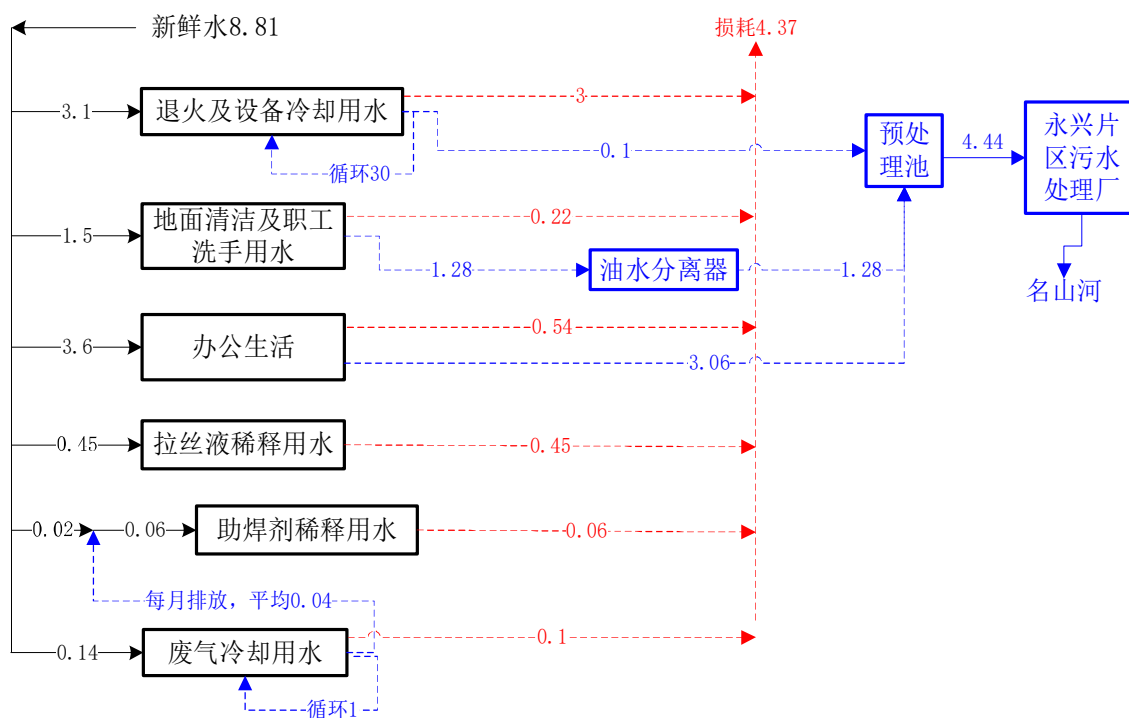 新鲜水8.81
损耗4.37
3.1
退火及设备冷却用水
3
循环30
0.1
预处
理池
4.44
永兴片
区污水
处理厂
名山河
1.5
地面清洁及职工
洗手用水
0.22
1.28
油水分离器
1.28
3.6
办公生活
0.54
3.06
0.45
拉丝液稀释用水
0.45
0.02
0.06
助焊剂稀释用水
0.06
每月排放，平均0.04
0.14
废气冷却用水
0.1
循环1